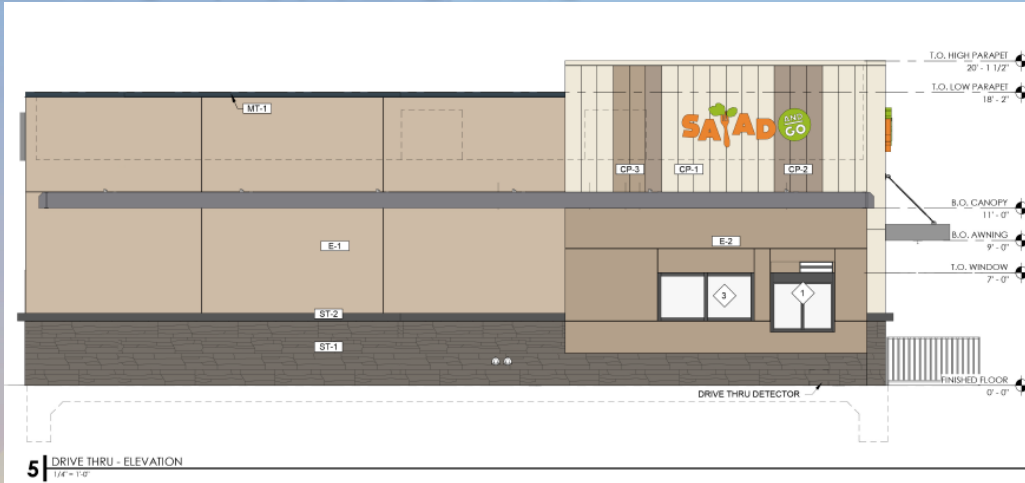 T.O. HIGH PARAPET
20' - 1 1/2"
T.O. LOW PARAPET
18' - 2"
MT-1
SALAD AND GO
CP-3
CP-1
CP-2
B.O. CANOPY
11' - 0"
B.O. AWNING
9' - 0"
E-1
E-2
T.O. WINDOW
7' - 0"
3
1
ST-2
ST-1
FINISHED FLOOR
0' - 0"
DRIVE THRU DETECTOR
5
DRIVE THRU - ELEVATION
1/4" = 1'-0"